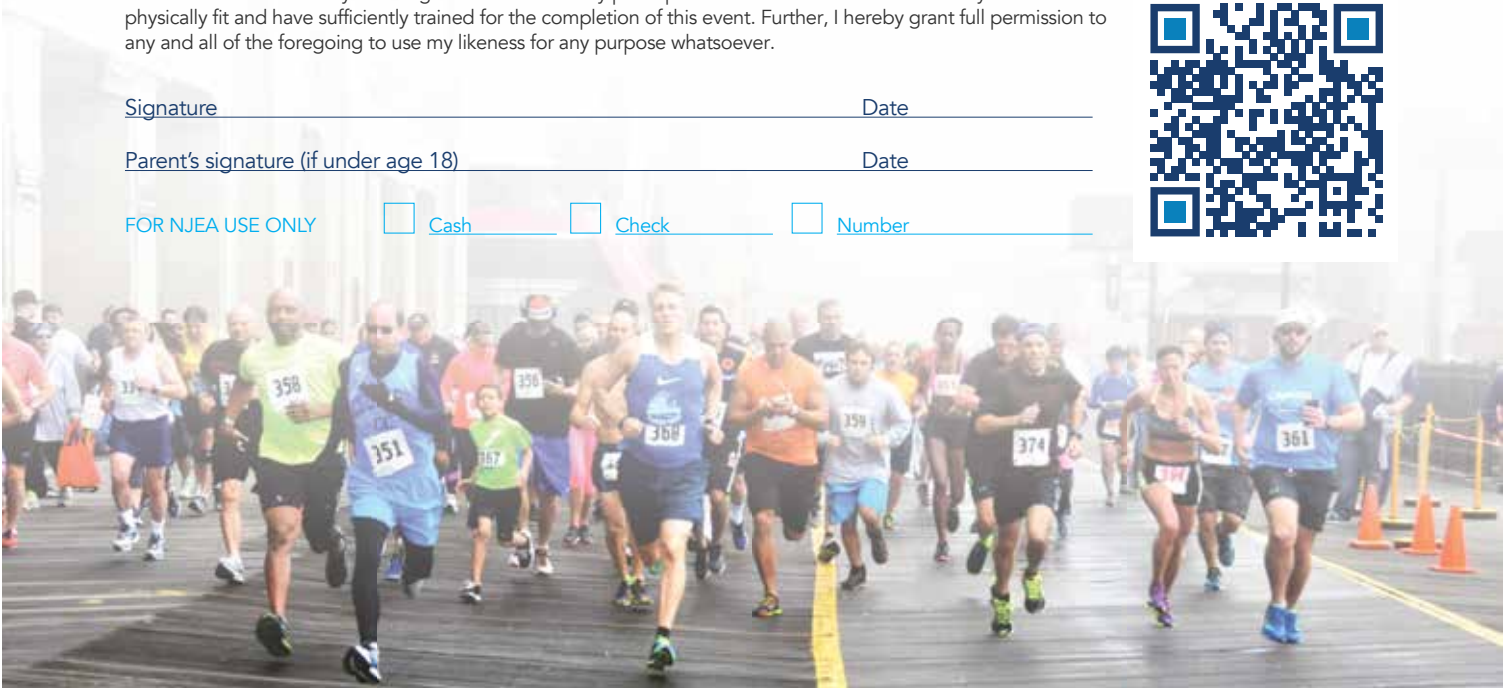 physically fit and have sufficiently trained for the completion of this event. Further, I hereby grant full permission to
any and all of the foregoing to use my likeness for any purpose whatsoever.
Signature Date
Parent's signature (if under age 18) Date
FOR NJEA USE ONLY Cash Check Number
358
351
367
356
368
359
374
361